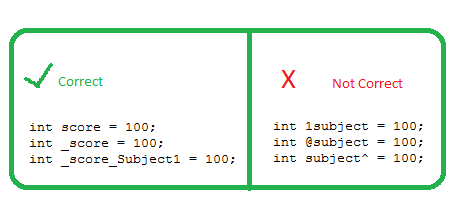 Correct
int score = 100;
int _score = 100;
int _score_Subject1 = 100;
X Not Correct
int 1subject = 100;
int @subject = 100;
int subject^ = 100;